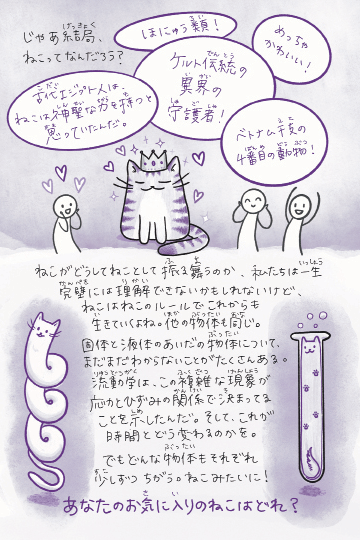 じゃあ結局、
ねこってなんだろう？
ほにゅう類！
めっちゃ
かわいい！
ケルト伝統の
異界の
守護者！
古代エジプト人は、
ねこは神聖な力を持つと
思っていたんだ。
ベトナム干支の
4番目の動物！
ねこがどうしてねことして振る舞うのか、私たちは一生
完璧には理解できないかもしれないけど、
ねこはねこのルールでこれからも
生きていくよね。他の物体も同じ。
固体と液体のあいだの物体について、
まだまだわからないことがたくさんある。
流動学は、この複雑な現象が
応力とひずみの関係で決まってる
ことを示したんだ。そして、これが
時間とどう変わるのかを。
でもどんな物体もそれぞれ
少しずつちがう。ねこみたいに！
あなたのお気に入りのねこはどれ？